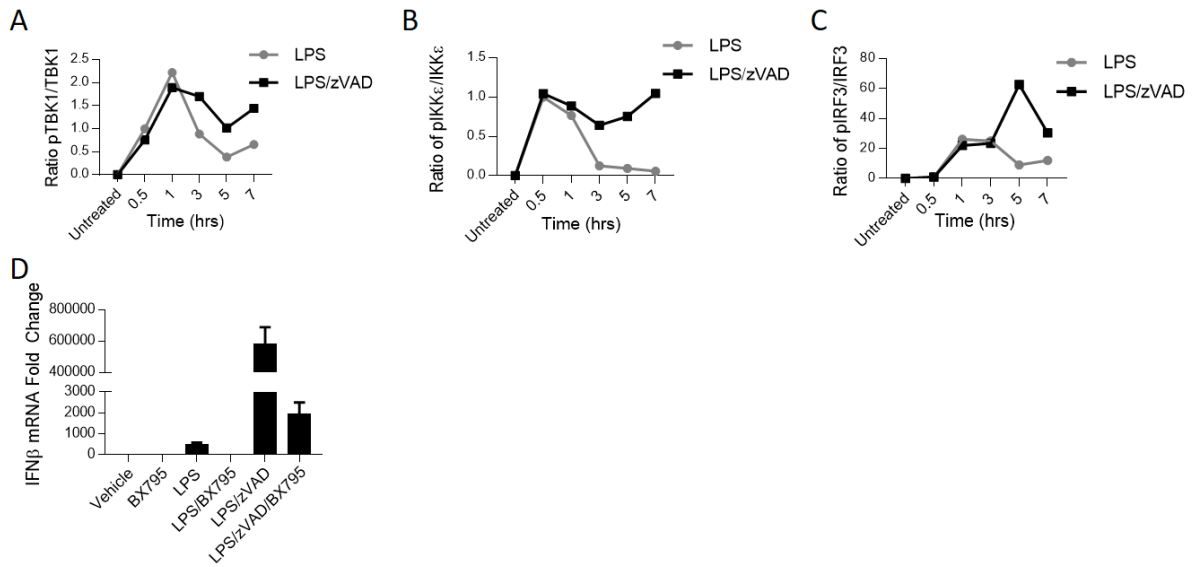 A
Ratio pTBK1/TBK1
2.5
2.0
1.5
1.0
0.5
0.0
Untreated
0.5
1
3
5
7
Time (hrs)
LPS
LPS/zVAD
B
Ratio of pIKKε/IKKε
1.5
1.0
0.5
0.0
Untreated
0.5
1
3
5
7
Time (hrs)
LPS
LPS/zVAD
C
Ratio of pIRF3/IRF3
80
60
40
20
0
Untreated
0.5
1
3
5
7
Time (hrs)
LPS
LPS/zVAD
D
IFNβ mRNA Fold Change
800000
600000
400000
3000
2000
1000
0
Vehicle
BX795
LPS
LPS/BX795
LPS/zVAD
LPS/zVAD/BX795